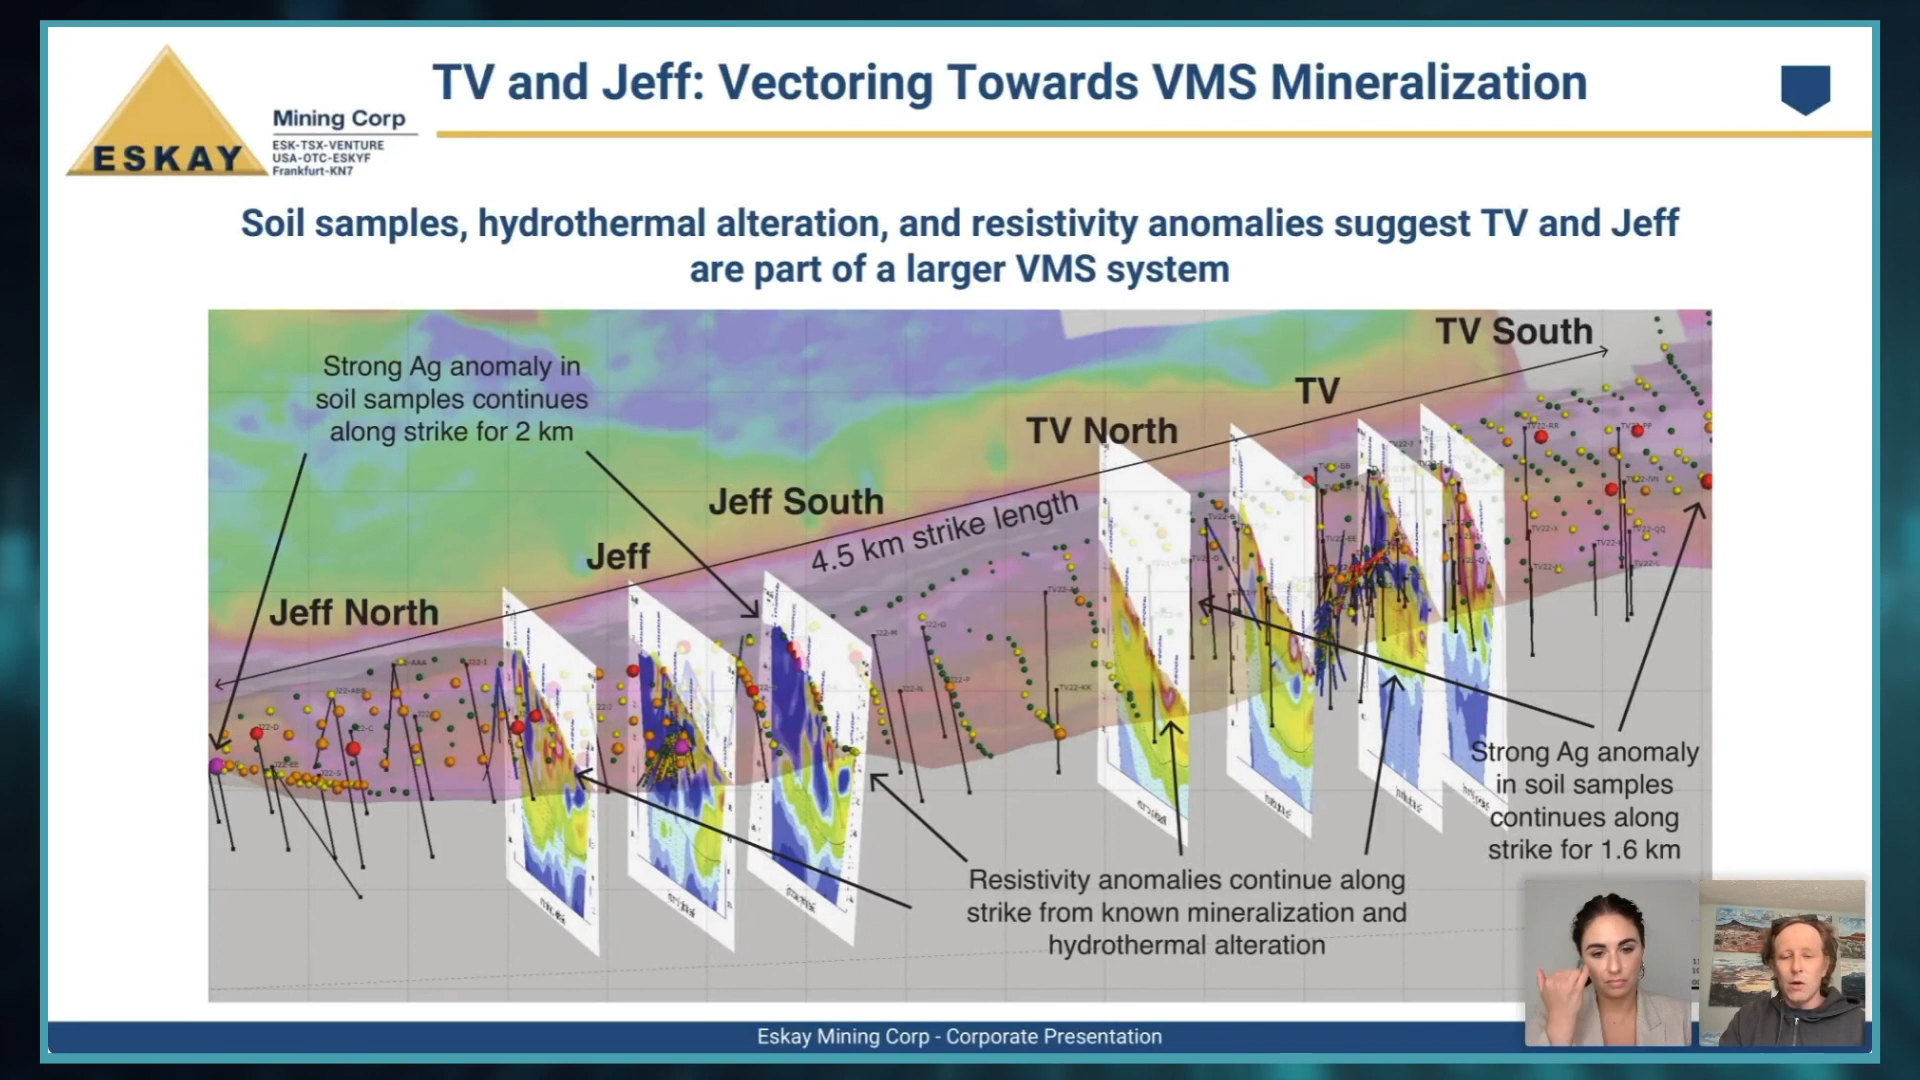 TV and Jeff: Vectoring Towards VMS Mineralization
ESKAY
Mining Corp
ESK-TSX-VENTURE
USA-OTC-ESKYF
Frankfurt-KN7
Soil samples, hydrothermal alteration, and resistivity anomalies suggest TV and Jeff
are part of a larger VMS system
TV South
TV
TV North
Strong Ag anomaly in
soil samples continues
along strike for 2 km
Jeff South
4.5 km strike length
Jeff
Jeff North
Strong Ag anomaly
in soil samples
continues along
strike for 1.6 km
Resistivity anomalies continue along
strike from known mineralization and
hydrothermal alteration
Eskay Mining Corp - Corporate Presentation